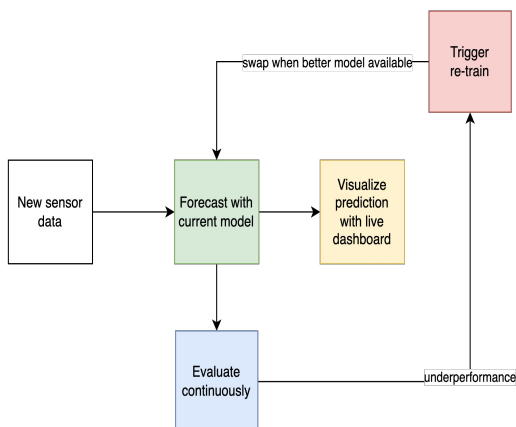 Trigger
re-train
swap when better model available
New sensor
data
Forecast with
current model
Visualize
prediction
with live
dashboard
Evaluate
continuously
underperformance